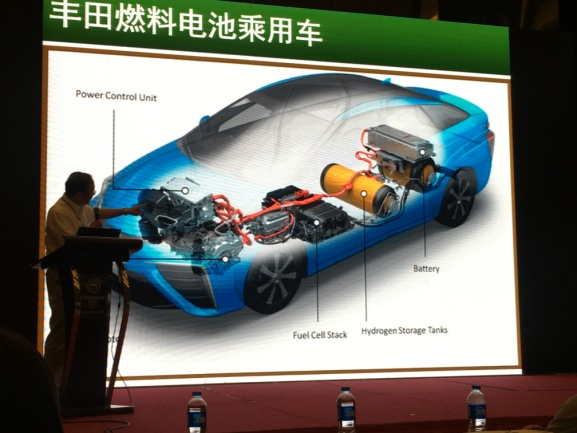 丰田燃料电池乘用车
Power Control Unit
Battery
Fuel Cell Stack
Hydrogen Storage Tanks